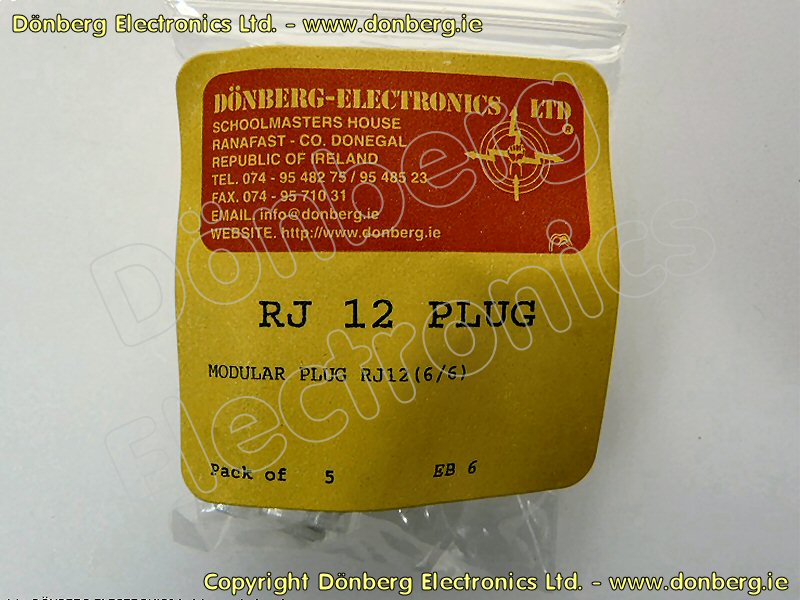 Dönberg Electronics Ltd. - www.donberg.ie
DÖNBERG-ELECTRONICS LTD
®
SCHOOLMASTERS HOUSE
RANAFAST - CO. DONEGAL
REPUBLIC OF IRELAND
TEL. 074 - 95 482 75 / 95 485 23
FAX. 074 - 95 710 31
EMAIL. info@donberg.ie
WEBSITE. http://www.donberg.ie
Dönberg
Electronics
RJ 12 PLUG
MODULAR PLUG RJ12(6/6)
Pack of 5 EB 6
Copyright Dönberg Electronics Ltd. - www.donberg.ie